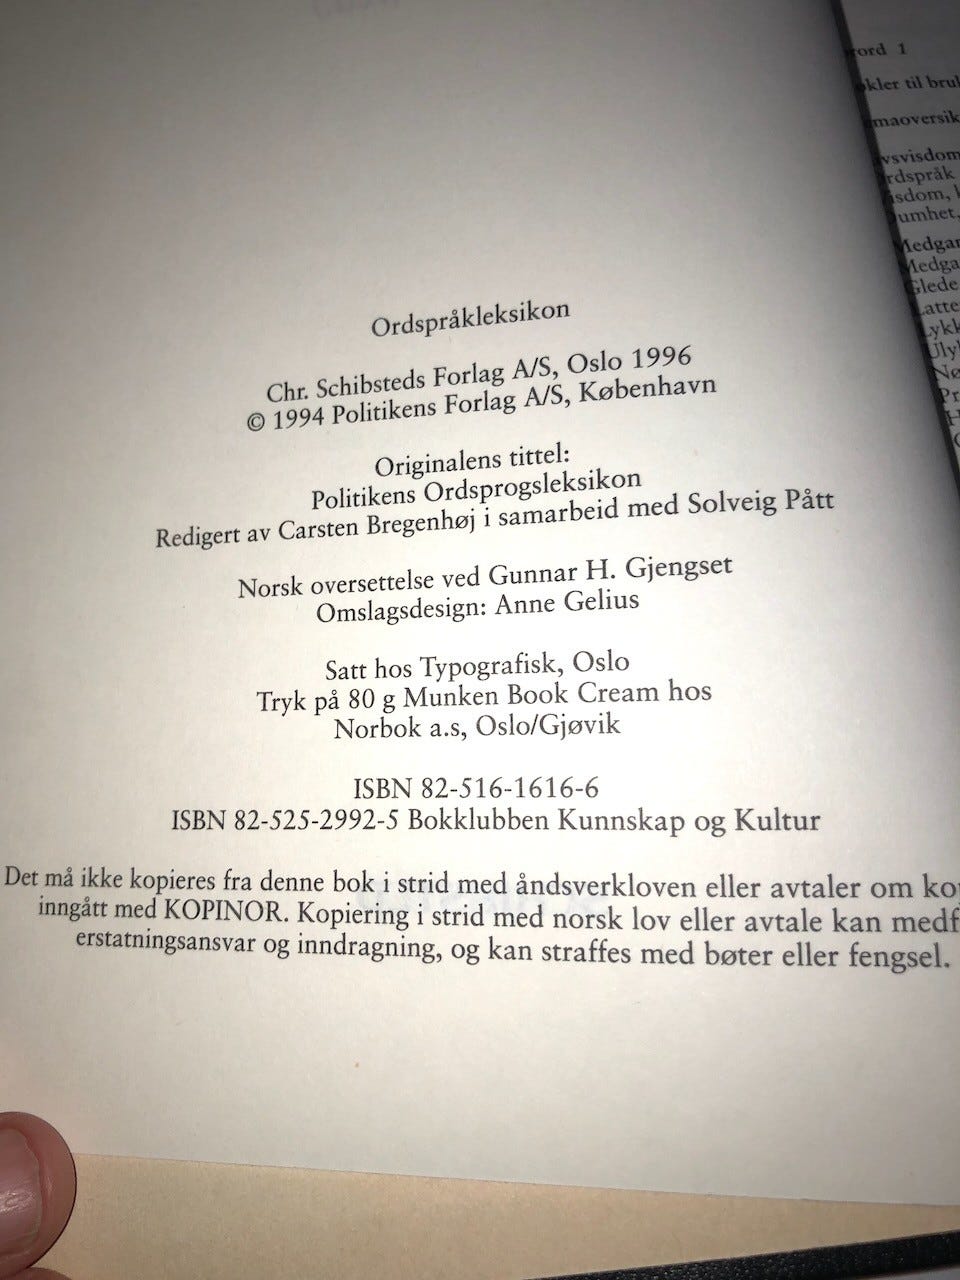 Ordspråkleksikon
Chr. Schibsteds Forlag A/S, Oslo 1996
© 1994 Politikens Forlag A/S, København
Originalens tittel:
Politikens Ordsprogsleksikon
Redigert av Carsten Bregenhøj i samarbeid med Solveig Pått
Norsk oversettelse ved Gunnar H. Gjengset
Omslagsdesign: Anne Gelius
Satt hos Typografisk, Oslo
Tryk på 80 g Munken Book Cream hos
Norbok a.s, Oslo/Gjøvik
ISBN 82-516-1616-6
ISBN 82-525-2992-5 Bokklubben Kunnskap og Kultur
Det må ikke kopieres fra denne bok i strid med åndsverkloven eller avtaler om
inngått med KOPINOR. Kopiering i strid med norsk lov eller avtale kan
erstatningsansvar og inndragning, og kan straffes med bøter eller fengsel.
1
til